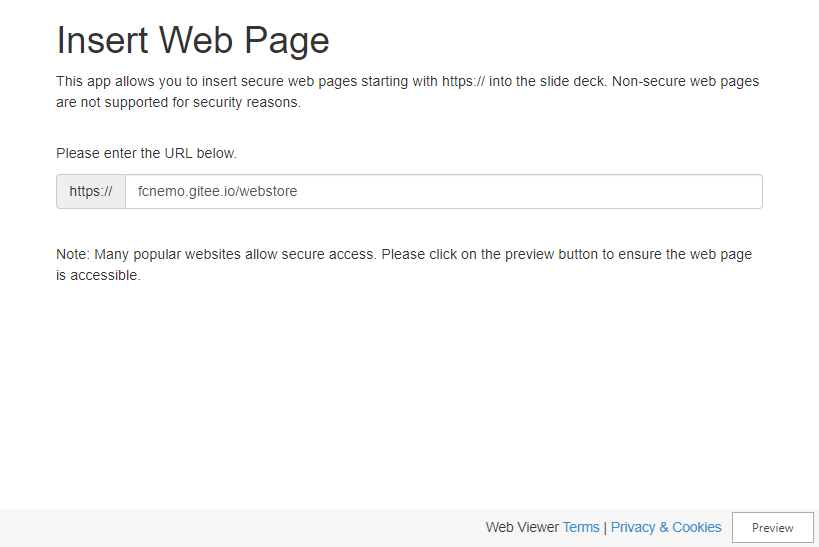 Insert Web Page
This app allows you to insert secure web pages starting with https:// into the slide deck. Non-secure web pages
are not supported for security reasons.
Please enter the URL below.
https:// fcnemo.gitee.io/webstore
Note: Many popular websites allow secure access. Please click on the preview button to ensure the web page
is accessible.
Web Viewer Terms | Privacy & Cookies Preview